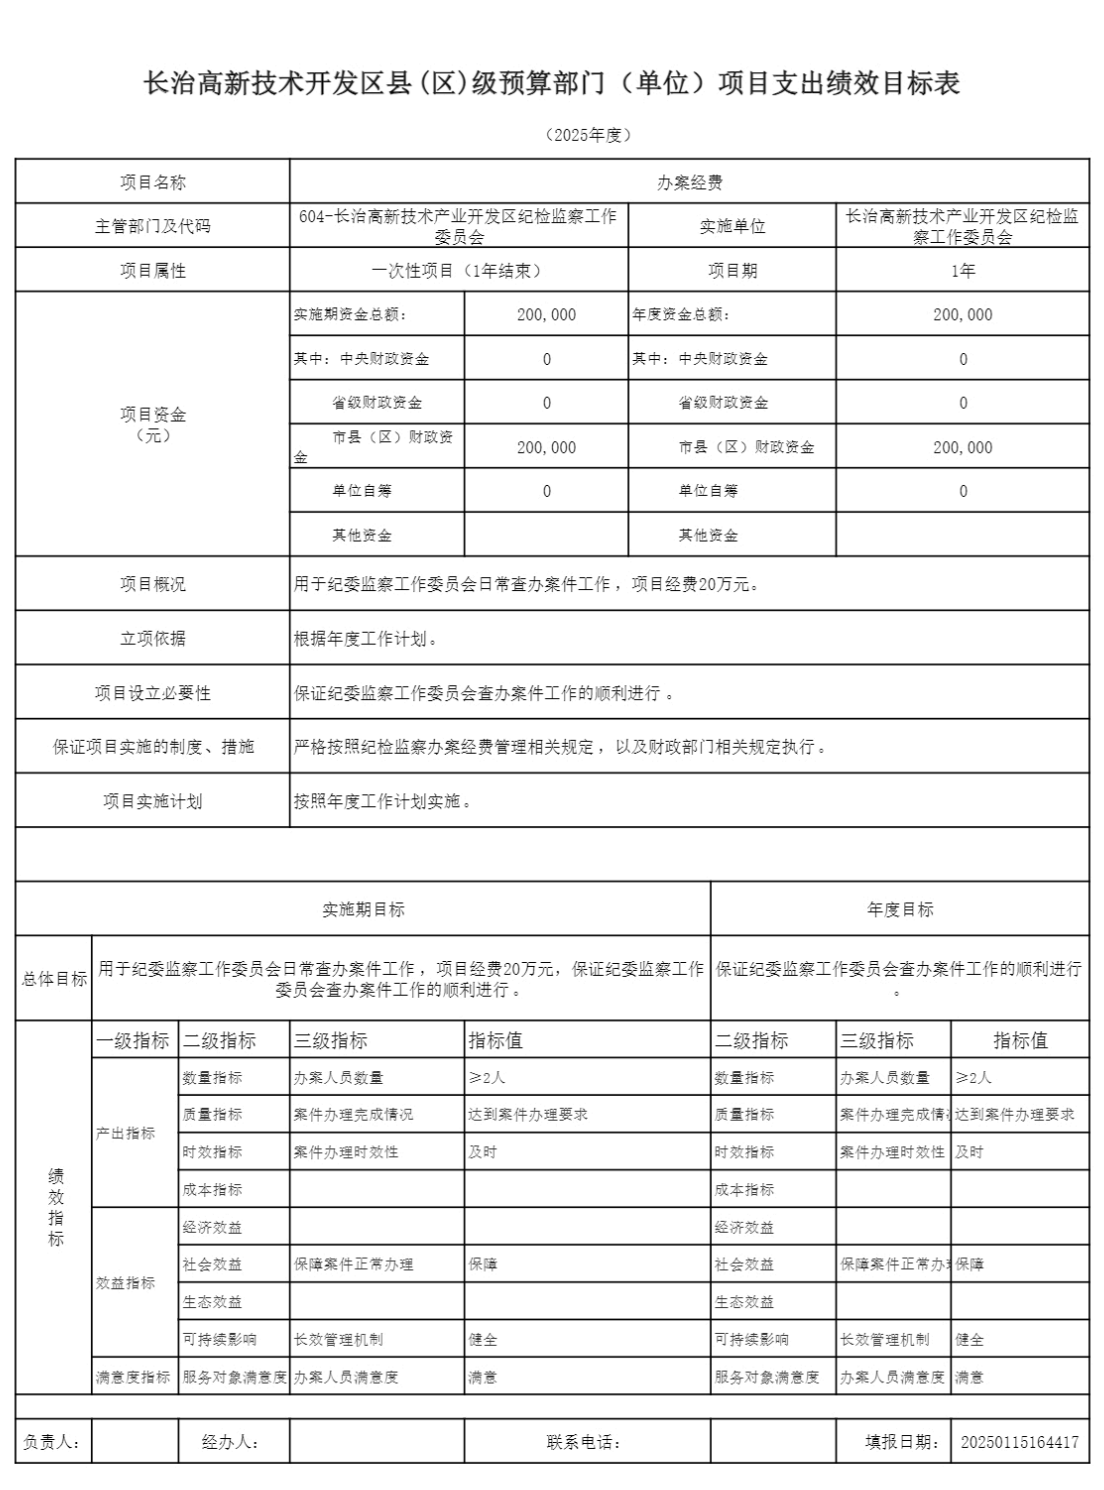 长治高新技术开发区县(区)级预算部门（单位）项目支出绩效目标表
（2025年度）
项目名称 办案经费
主管部门及代码 604-长治高新技术产业开发区纪检监察工作
委员会 实施单位 长治高新技术产业开发区纪检监
察工作委员会
项目属性 一次性项目（1年结束） 项目期 1年
项目资金
（元）
实施期资金总额： 200,000 年度资金总额： 200,000
其中：中央财政资金 0 其中：中央财政资金 0
省级财政资金 0 省级财政资金 0
市县（区）财政资
金 200,000 市县（区）财政资金 200,000
单位自筹 0 单位自筹 0
其他资金 其他资金
项目概况 用于纪委监察工作委员会日常查办案件工作，项目经费20万元。
立项依据 根据年度工作计划。
项目设立必要性 保证纪委监察工作委员会查办案件工作的顺利进行。
保证项目实施的制度、措施 严格按照纪检监察办案经费管理相关规定，以及财政部门相关规定执行。
项目实施计划 按照年度工作计划实施。
实施期目标 年度目标
总体目标 用于纪委监察工作委员会日常查办案件工作，项目经费20万元，保证纪委监察工作
委员会查办案件工作的顺利进行。 保证纪委监察工作委员会查办案件工作的顺利进行
。
绩
效
指
标
一级指标 二级指标 三级指标 指标值 二级指标 三级指标 指标值
产出指标
数量指标 办案人员数量 ≥2人 数量指标 办案人员数量 ≥2人
质量指标 案件办理完成情况 达到案件办理要求 质量指标 案件办理完成情 达到案件办理要求
时效指标 案件办理时效性 及时 时效指标 案件办理时效性 及时
成本指标 成本指标
效益指标
经济效益 经济效益
社会效益 保障案件正常办理 保障 社会效益 保障案件正常办 保障
生态效益 生态效益
可持续影响 长效管理机制 健全 可持续影响 长效管理机制 健全
满意度指标 服务对象满意度 办案人员满意度 满意 服务对象满意度 办案人员满意度 满意
负责人： 经办人： 联系电话： 填报日期： 20250115164417